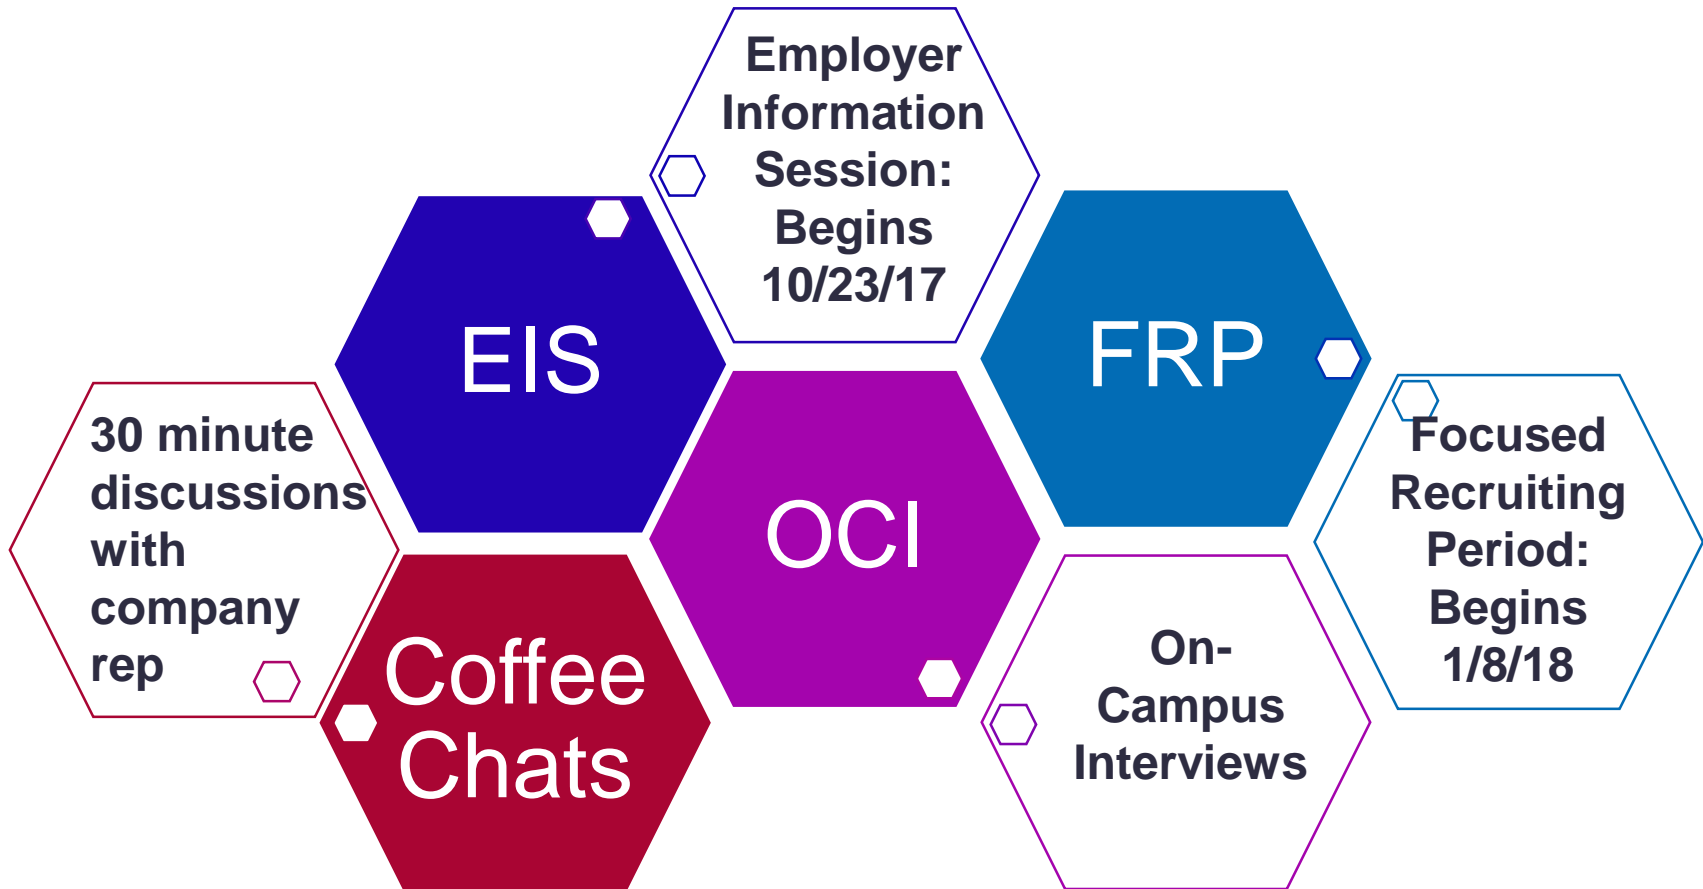 Employer
Information
Session:
Begins
10/23/17
EIS
FRP
30 minute
discussions
with
company
rep
OCI
Focused
Recruiting
Period:
Begins
1/8/18
Coffee
Chats
On-
Campus
Interviews